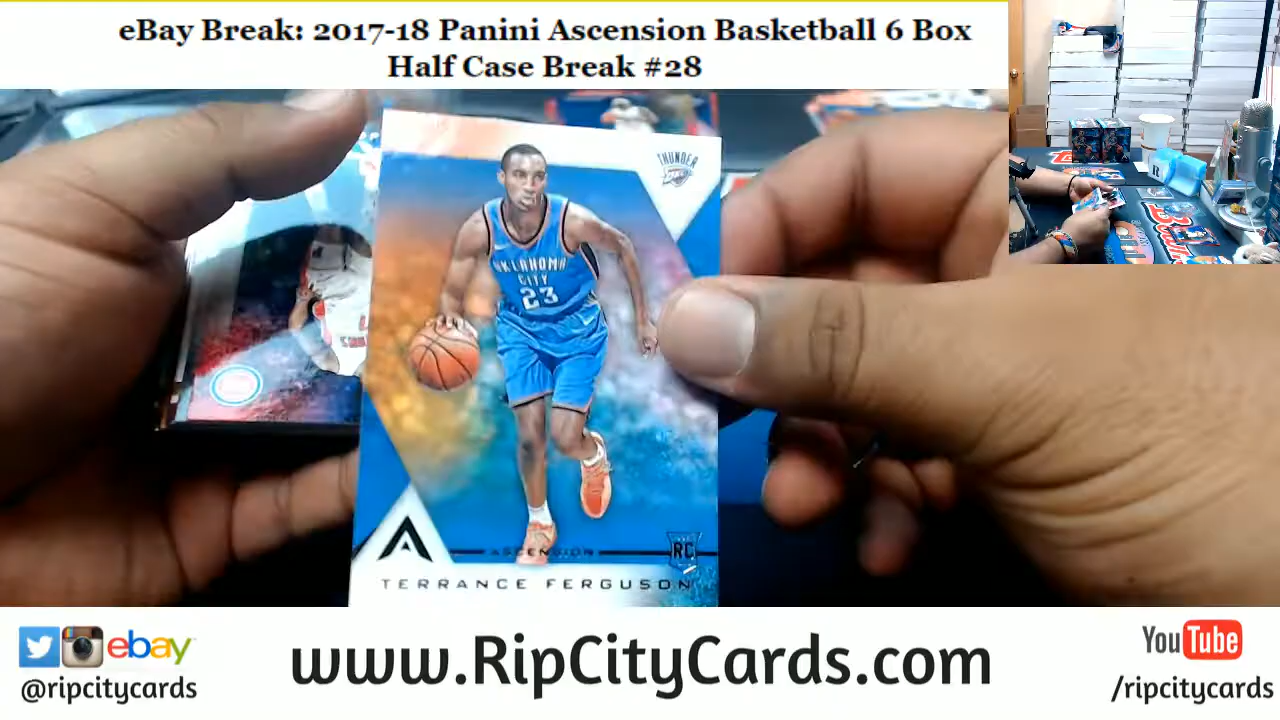 eBay Break: 2017-18 Panini Ascension Basketball 6 Box
Half Case Break #28
THUNDER
OKLAHOMA
CITY
23
ASCENSION
RC
TERRANCE FERGUSON
ebay
@ripcitycards
www.RipCityCards.com
YouTube
/ripcitycards